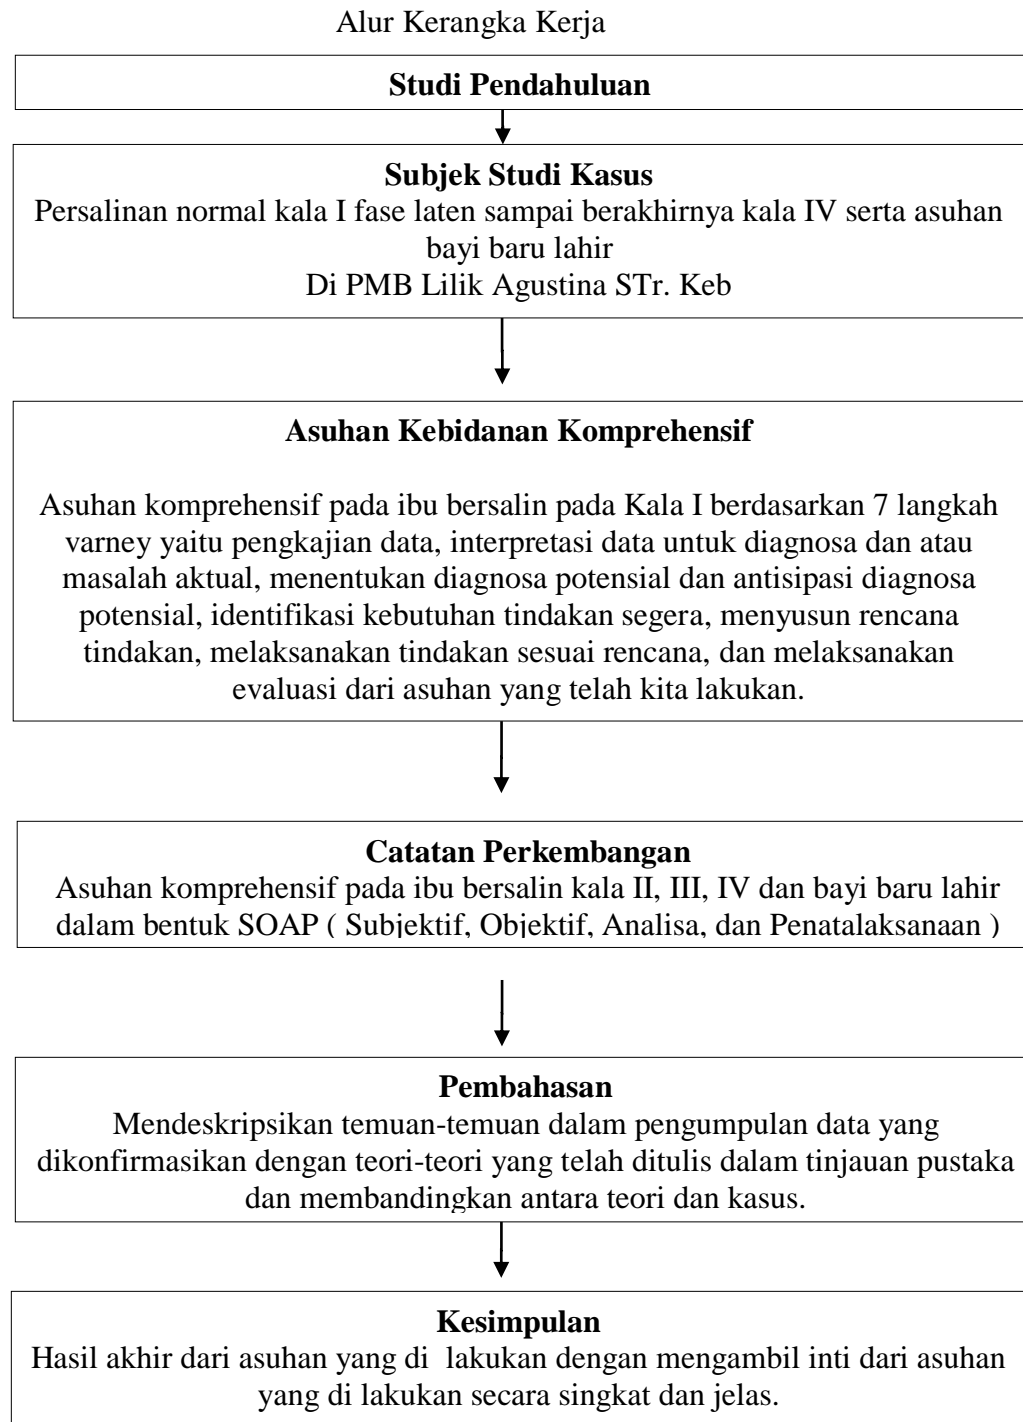 Alur Kerangka Kerja
Studi Pendahuluan
Subjek Studi Kasus
Persalinan normal kala I fase laten sampai berakhirnya kala IV serta asuhan
bayi baru lahir
Di PMB Lilik Agustina STr. Keb
Asuhan Kebidanan Komprehensif
Asuhan komprehensif pada ibu bersalin pada Kala I berdasarkan 7 langkah
varney yaitu pengkajian data, interpretasi data untuk diagnosa dan atau
masalah aktual, menentukan diagnosa potensial dan antisipasi diagnosa
potensial, identifikasi kebutuhan tindakan segera, menyusun rencana
tindakan, melaksanakan tindakan sesuai rencana, dan melaksanakan
evaluasi dari asuhan yang telah kita lakukan.
Catatan Perkembangan
Asuhan komprehensif pada ibu bersalin kala II, III, IV dan bayi baru lahir
dalam bentuk SOAP ( Subjektif, Objektif, Analisa, dan Penatalaksanaan )
Pembahasan
Mendeskripsikan temuan-temuan dalam pengumpulan data yang
dikonfirmasikan dengan teori-teori yang telah ditulis dalam tinjauan pustaka
dan membandingkan antara teori dan kasus.
Kesimpulan
Hasil akhir dari asuhan yang di  lakukan dengan mengambil inti dari asuhan
yang di lakukan secara singkat dan jelas.